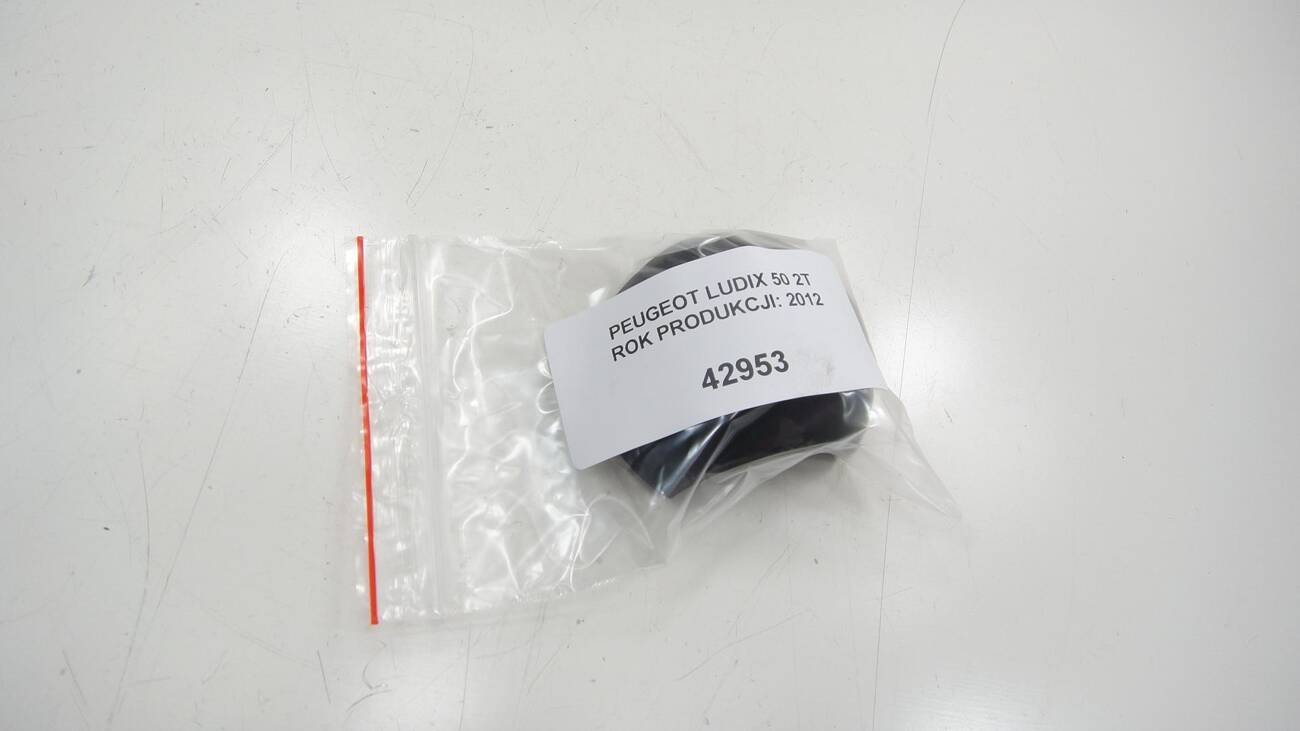 PEUGEOT LUDIX 50 2T
ROK PRODUKCJI: 2012
42953